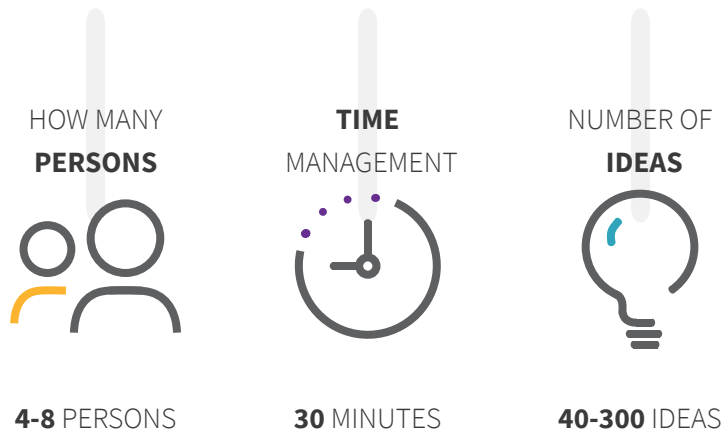 HOW MANY
PERSONS
TIME
MANAGEMENT
NUMBER OF
IDEAS
4-8 PERSONS
30 MINUTES
40-300 IDEAS